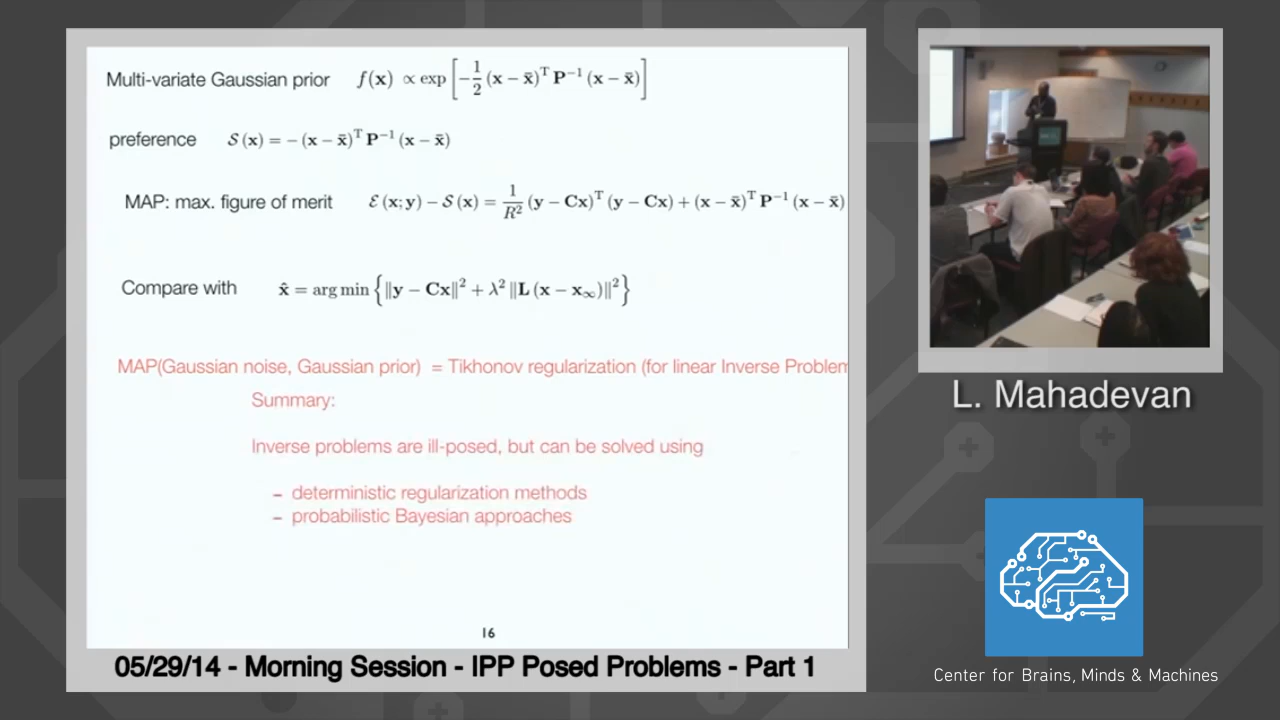 Multi-variate Gaussian prior f(x) ∝ exp[−1/2 (x − x̄)ᵀ P⁻¹ (x − x̄)]
preference S(x) = −(x − x̄)ᵀ P⁻¹ (x − x̄)
MAP: max. figure of merit ℰ(x;y) − S(x) = 1/R² (y − Cx)ᵀ (y − Cx) + (x − x̄)ᵀ P⁻¹ (x − x̄)
Compare with x̂ = arg min {‖y − Cx‖² + λ² ‖L(x − x∞)‖²}
MAP(Gaussian noise, Gaussian prior) = Tikhonov regularization (for linear Inverse Problem
Summary:
Inverse problems are ill-posed, but can be solved using
– deterministic regularization methods
– probabilistic Bayesian approaches
16
05/29/14 - Morning Session - IPP Posed Problems - Part 1
L. Mahadevan
Center for Brains, Minds & Machines